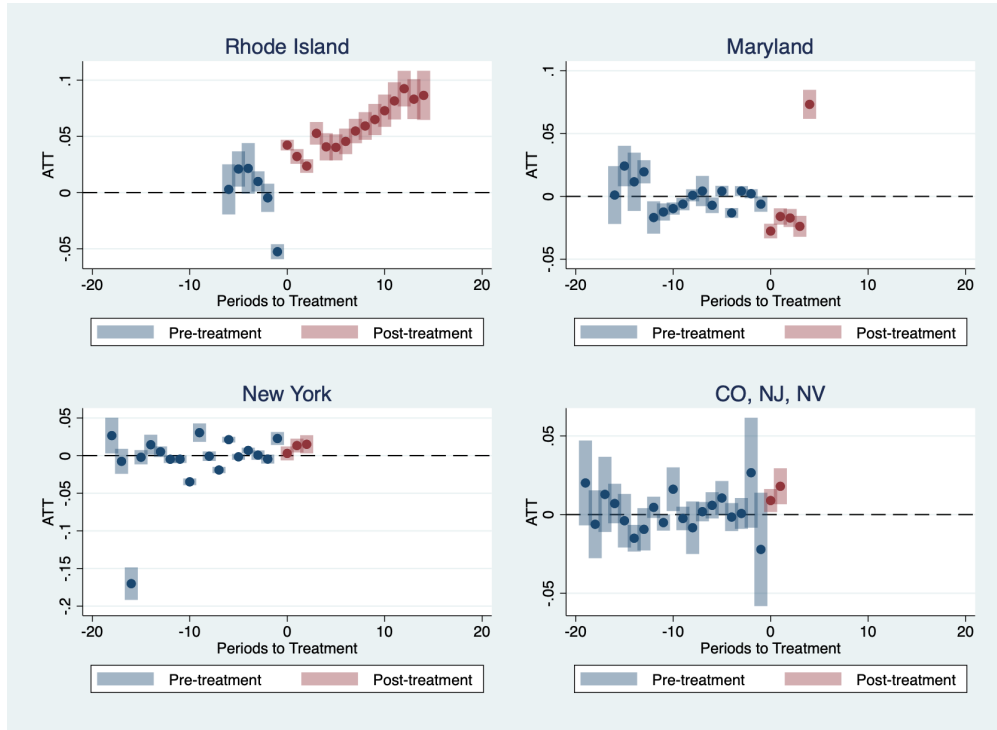 Rhode Island
.1
.05
0
-.05
ATT
-20 -10 0 10 20
Periods to Treatment
Pre-treatment Post-treatment
Maryland
.1
.05
0
-.05
ATT
-20 -10 0 10 20
Periods to Treatment
Pre-treatment Post-treatment
New York
.05
0
-.05
-.1
-.15
-.2
ATT
-20 -10 0 10 20
Periods to Treatment
Pre-treatment Post-treatment
CO, NJ, NV
.05
0
-.05
ATT
-20 -10 0 10 20
Periods to Treatment
Pre-treatment Post-treatment